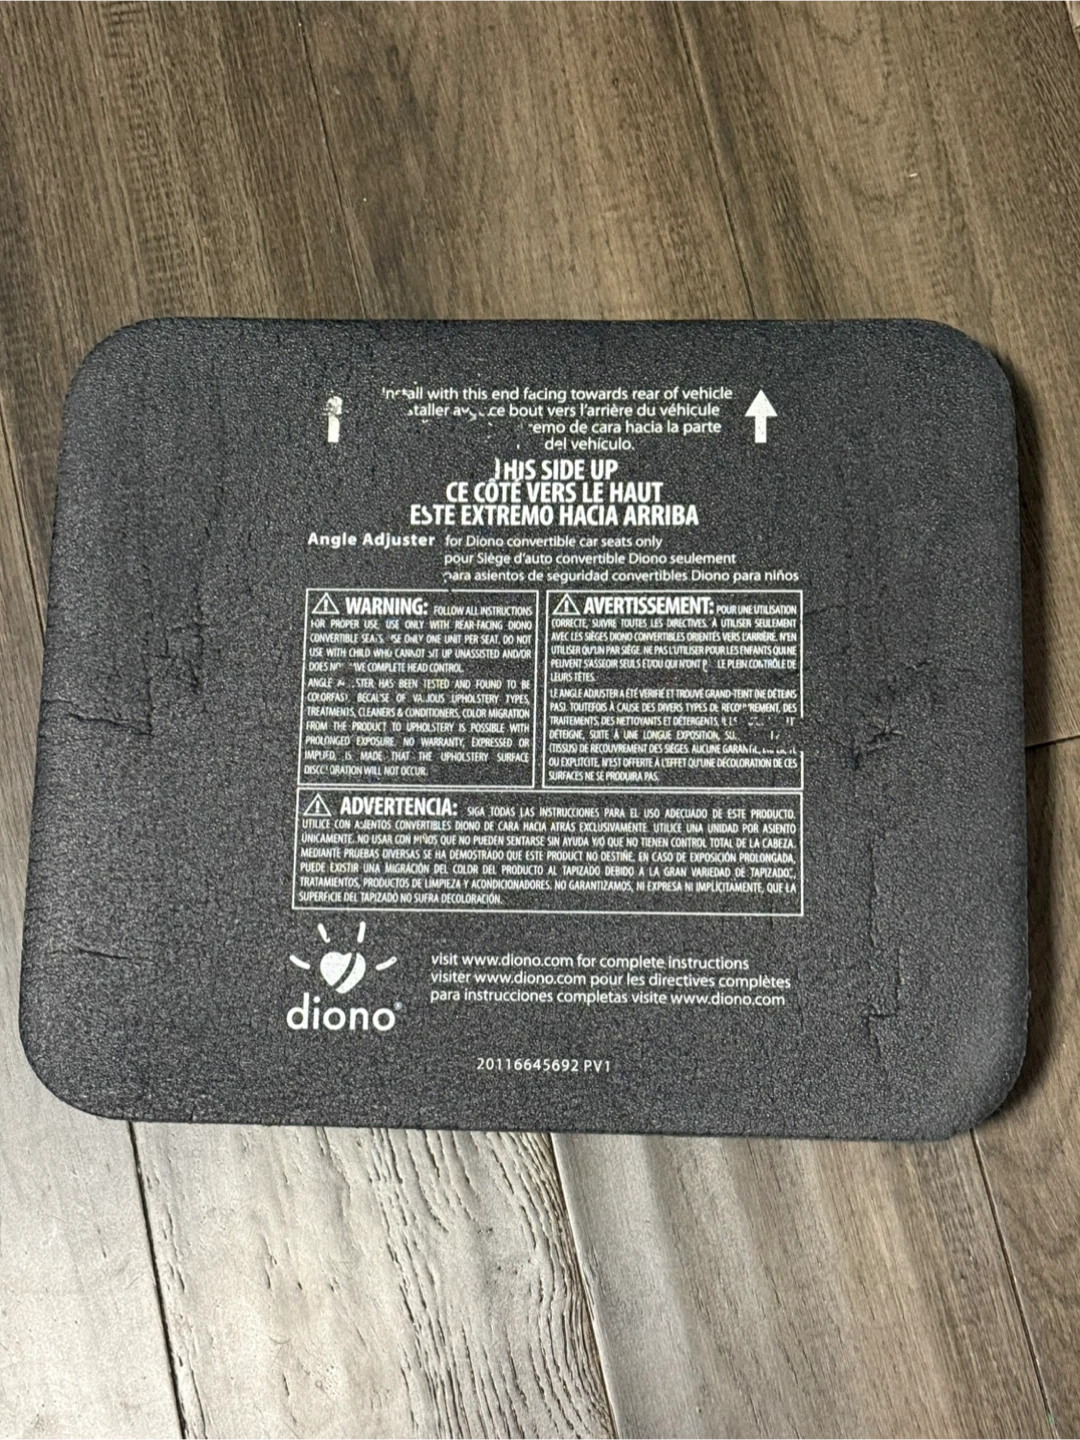 with this end facing towards rear of vehicle
ce bout vers l'arrière du véhicule
de cara hacia la parte
del vehículo.
THIS SIDE UP
CE CÔTÉ VERS LE HAUT
ESTE EXTREMO HACIA ARRIBA
Angle Adjuster for Diono convertible car seats only
pour Siège d'auto convertible Diono seulement
para asientos de seguridad convertibles Diono para niños
WARNING: FOLLOW ALL INSTRUCTIONS
FOR PROPER USE. USE ONLY WITH REAR-FACING DIONO
CONVERTIBLE SEATS. USE ONLY ONE UNIT PER SEAT. DO NOT
USE WITH CHILD WHO CANNOT SIT UP UNASSISTED AND/OR
DOES COMPLETE HEAD CONTROL.
ANGLE HAS BEEN TESTED AND FOUND TO BE
COLORFAST. BECAUSE OF VARIOUS UPHOLSTERY TYPES,
TREATMENTS, CLEANERS & CONDITIONERS, COLOR MIGRATION
FROM THE PRODUCT TO UPHOLSTERY IS POSSIBLE WITH
PROLONGED EXPOSURE. NO WARRANTY, EXPRESSED OR
IMPLIED, IS MADE THAT THE UPHOLSTERY SURFACE
DISCOLORATION WILL NOT OCCUR.
AVERTISSEMENT: POUR UNE UTILISATION
CORRECTE, SUIVRE TOUTES LES DIRECTIVES. À UTILISER SEULEMENT
AVEC LES SIÈGES DIONO CONVERTIBLES ORIENTÉS VERS L'ARRIÈRE. N'EN
UTILISER QU'UN PAR SIÈGE. NE PAS L'UTILISER POUR LES ENFANTS QUI NE
PEUVENT S'ASSEOIR SEULS ET/OU QUI N'ONT LE PLEIN CONTRÔLE DE
LEURS TÊTES.
LE ANGLE ADJUSTER A ÉTÉ VÉRIFIÉ ET TROUVÉ GRAND-TEINT (NE DÉTEINS
PAS). TOUTEFOIS À CAUSE DES DIVERS TYPES DE RECOUVREMENT, DES
TRAITEMENTS, DES NETTOYANTS ET DÉTERGENTS,
DÉTEIGNE, SUITE À UNE LONGUE EXPOSITION,
(TISSUS) DE RECOUVREMENT DES SIÈGES. AUCUNE GARANTIE,
OU EXPLICITE, N'EST OFFERTE À L'EFFET QU'UNE DÉCOLORATION DE CES
SURFACES NE SE PRODUIRA PAS.
ADVERTENCIA: SIGA TODAS LAS INSTRUCCIONES PARA EL USO ADECUADO DE ESTE PRODUCTO.
UTILICE CON ASIENTOS CONVERTIBLES DIONO DE CARA HACIA ATRÁS EXCLUSIVAMENTE. UTILICE UNA UNIDAD POR ASIENTO
ÚNICAMENTE. NO USAR CON NIÑOS QUE NO PUEDEN SENTARSE SIN AYUDA Y/O QUE NO TIENEN CONTROL TOTAL DE LA CABEZA.
MEDIANTE PRUEBAS DIVERSAS SE HA DEMOSTRADO QUE ESTE PRODUCT NO DESTIÑE. EN CASO DE EXPOSICIÓN PROLONGADA,
PUEDE EXISTIR UNA MIGRACIÓN DEL COLOR DEL PRODUCTO AL TAPIZADO DEBIDO A LA GRAN VARIEDAD DE TAPIZADO,
TRATAMIENTOS, PRODUCTOS DE LIMPIEZA Y ACONDICIONADORES. NO GARANTIZAMOS, NI EXPRESA NI IMPLÍCITAMENTE, QUE LA
SUPERFICIE DEL TAPIZADO NO SUFRA DECOLORACIÓN.
visit www.diono.com for complete instructions
visiter www.diono.com pour les directives complètes
para instrucciones completas visite www.diono.com
diono®
20116645692 PV1